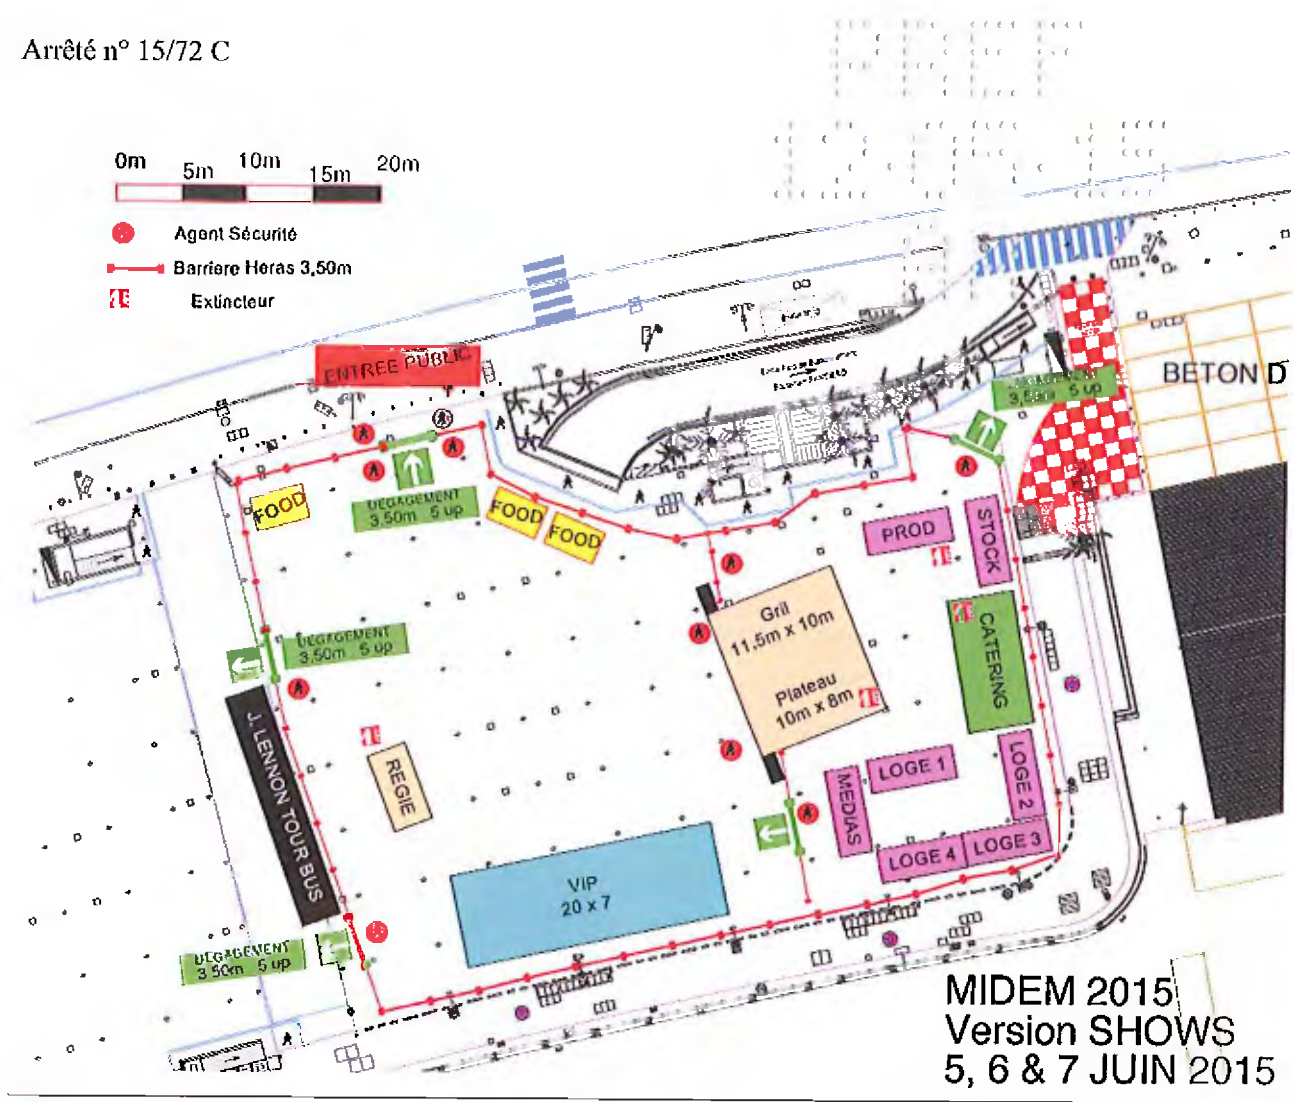 Arrêté n° 15/72 C
0m
5m
10m
15m
20m
Agent Sécurité
Barriere Heras 3,50m
Extincteur
ENTREE PUBLIC
DEGAGEMENT
3,50m 5 up
BETON D
FOOD
DEGAGEMENT
3,50m 5 up
FOOD
FOOD
PROD
STOCK
Gril
11,5m x 10m
Plateau
10m x 8m
CATERING
DEGAGEMENT
3,50m 5 up
J. LENNON TOUR BUS
REGIE
MEDIAS
LOGE 1
LOGE 2
LOGE 4
LOGE 3
VIP
20 x 7
DEGAGEMENT
3,50m 5 up
MIDEM 2015
Version SHOWS
5, 6 & 7 JUIN 2015